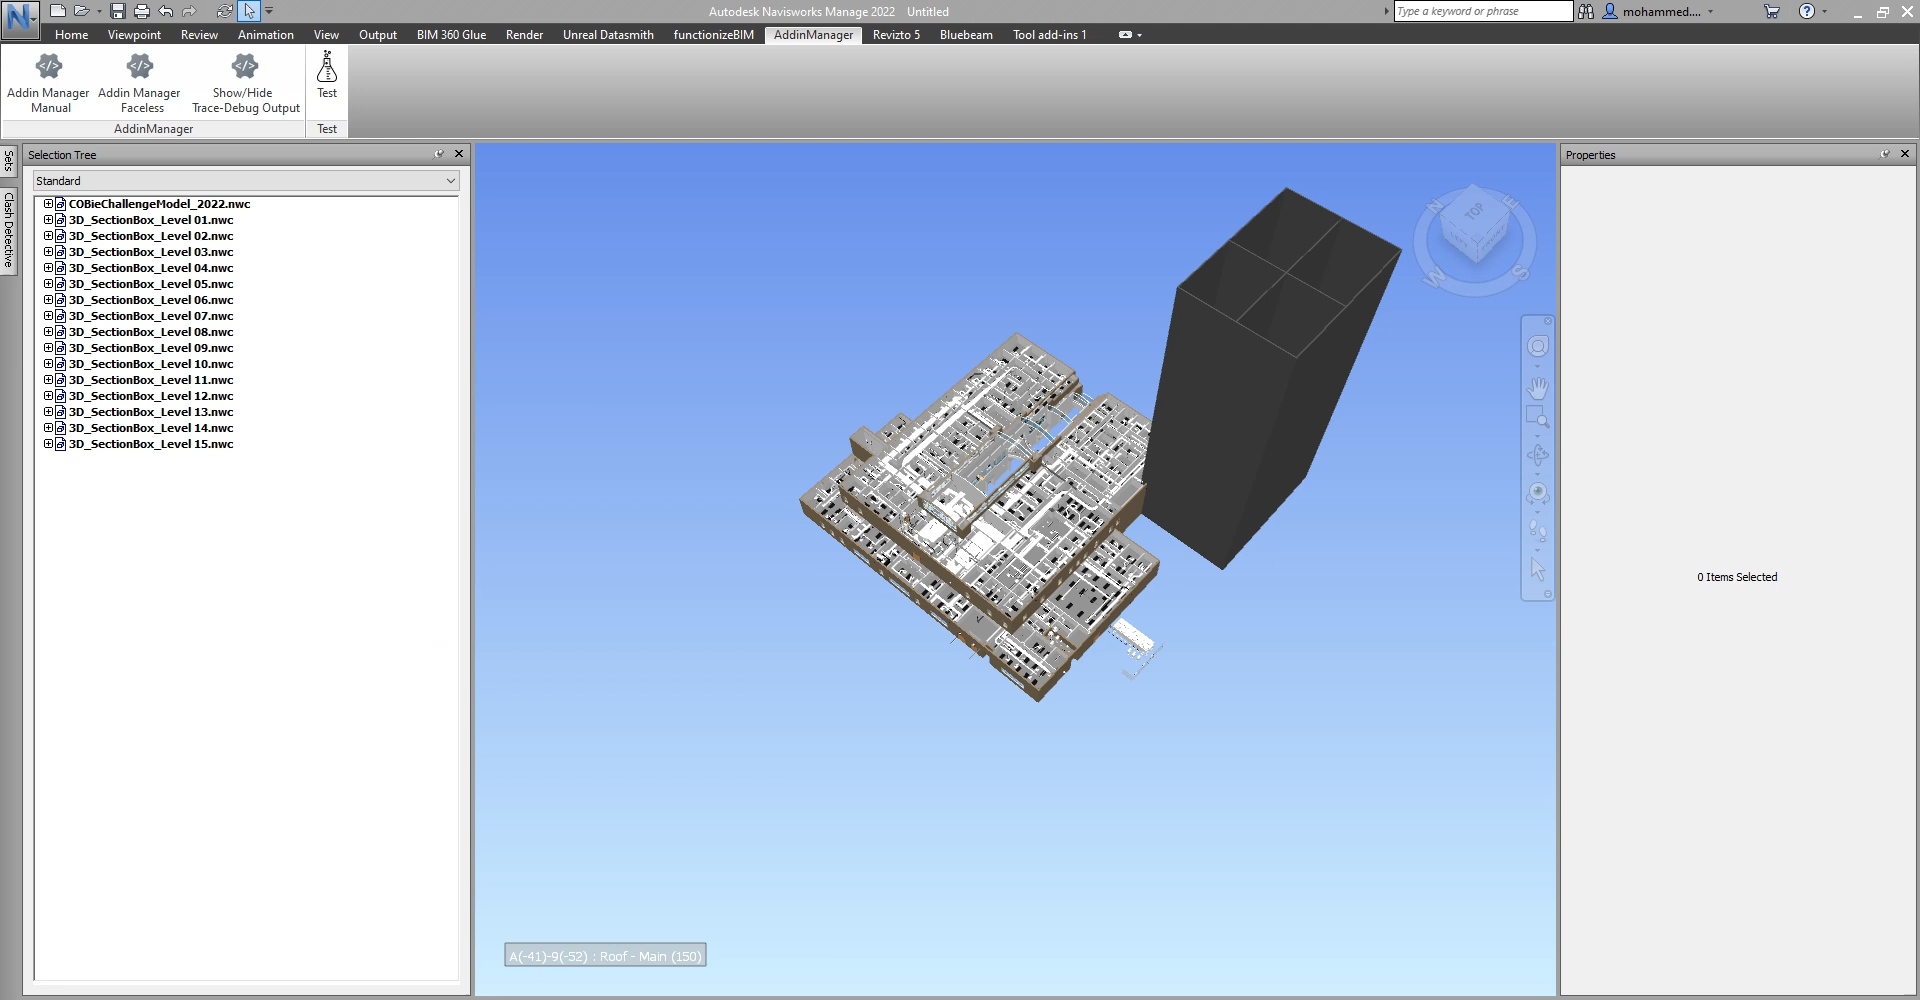 N
Autodesk Navisworks Manage 2022 Untitled
Type a keyword or phrase
mohammed....
Home Viewpoint Review Animation View Output BIM 360 Glue Render Unreal Datasmith functionizeBIM AddinManager Revizto 5 Bluebeam Tool add-ins 1
Addin Manager
Manual
Addin Manager
Faceless
Show/Hide
Trace-Debug Output
Test
AddinManager
Test
Sets
Clash Detective
Selection Tree
Standard
COBieChallengeModel_2022.nwc
3D_SectionBox_Level 01.nwc
3D_SectionBox_Level 02.nwc
3D_SectionBox_Level 03.nwc
3D_SectionBox_Level 04.nwc
3D_SectionBox_Level 05.nwc
3D_SectionBox_Level 06.nwc
3D_SectionBox_Level 07.nwc
3D_SectionBox_Level 08.nwc
3D_SectionBox_Level 09.nwc
3D_SectionBox_Level 10.nwc
3D_SectionBox_Level 11.nwc
3D_SectionBox_Level 12.nwc
3D_SectionBox_Level 13.nwc
3D_SectionBox_Level 14.nwc
3D_SectionBox_Level 15.nwc
N E
TOP
LEFT FRONT
W S
A(-41)-9(-52) : Roof - Main (150)
Properties
0 Items Selected